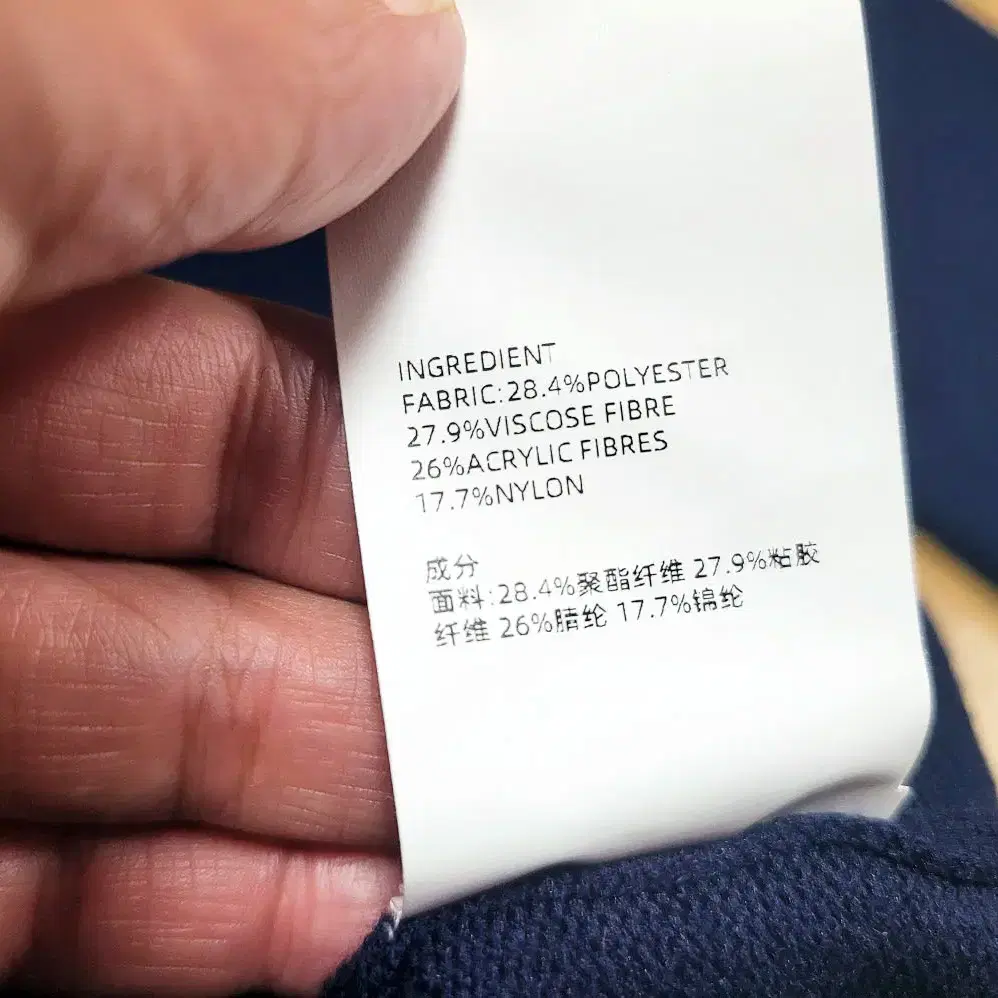 INGREDIENT
FABRIC:28.4%POLYESTER
27.9%VISCOSE FIBRE
26%ACRYLIC FIBRES
17.7%NYLON
成分
面料:28.4%聚酯纤维 27.9%粘胶
纤维 26%腈纶 17.7%锦纶